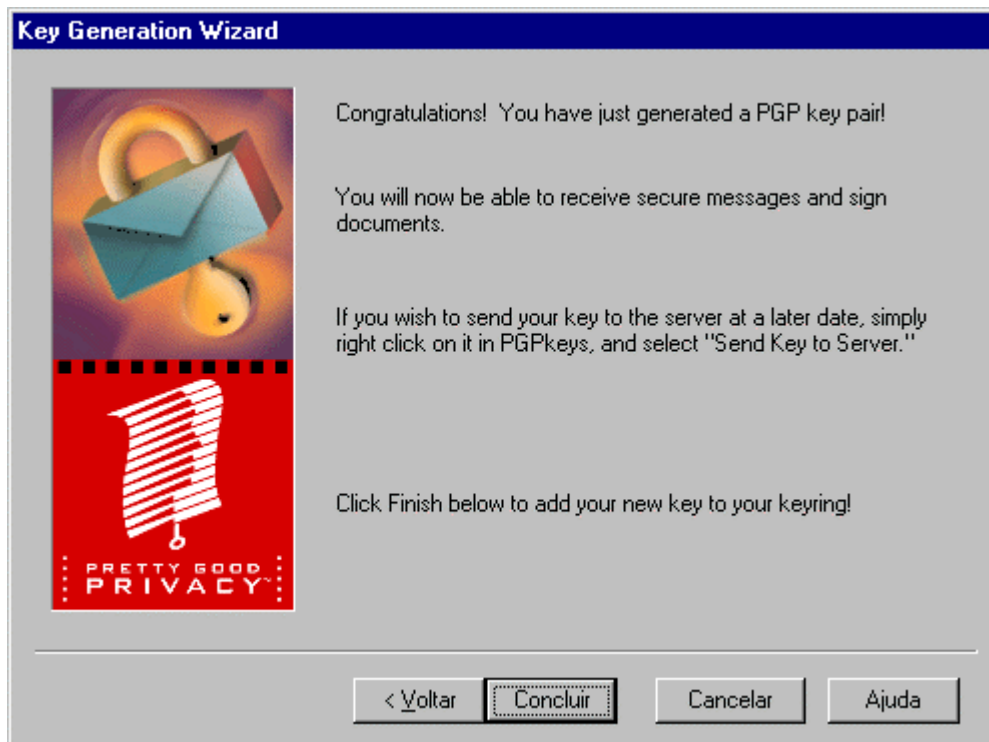 Key Generation Wizard
Congratulations!  You have just generated a PGP key pair!
You will now be able to receive secure messages and sign
documents.
If you wish to send your key to the server at a later date, simply
right click on it in PGPkeys, and select "Send Key to Server."
Click Finish below to add your new key to your keyring!
PRETTY GOOD
PRIVACY™
< Voltar Concluir Cancelar Ajuda